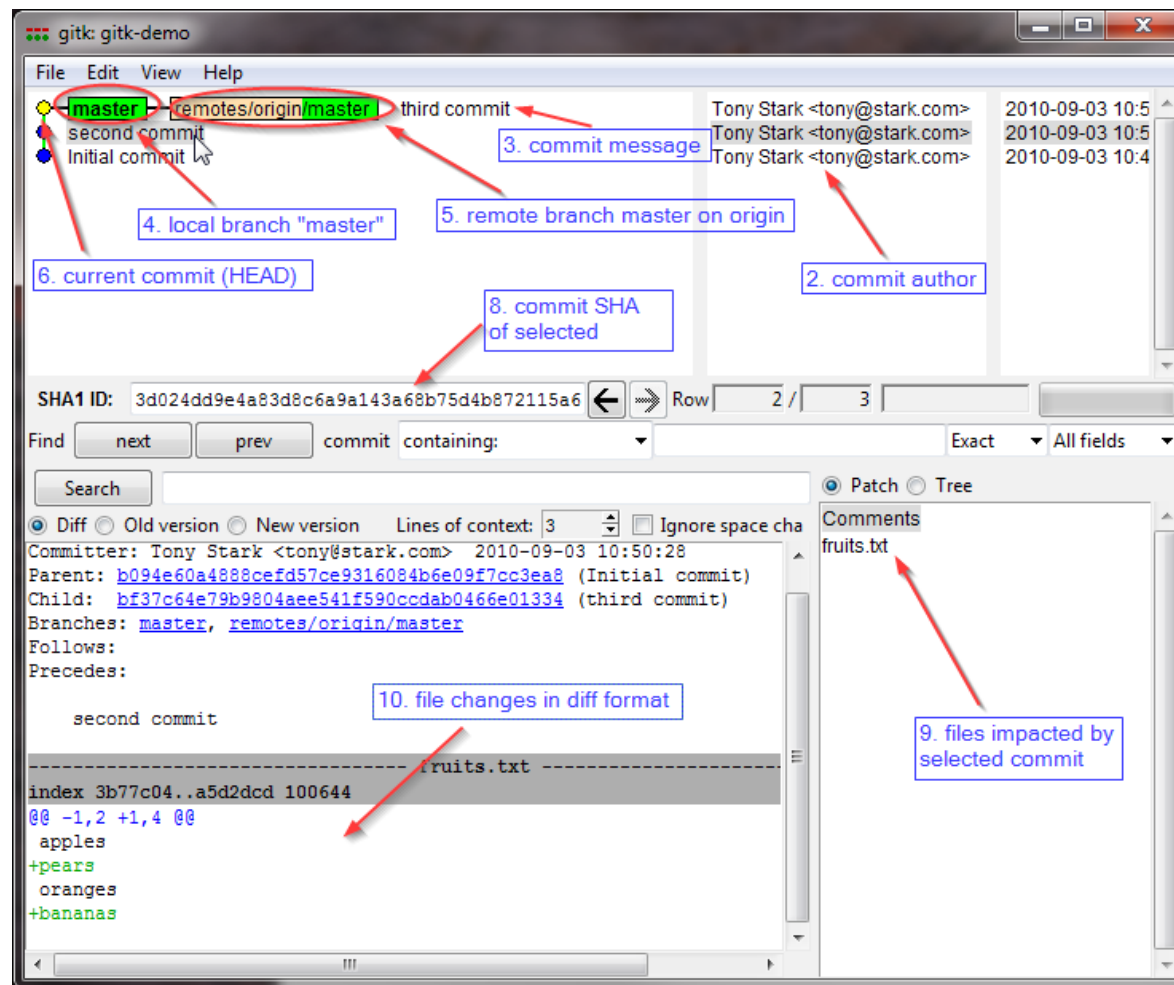 gitk: gitk-demo
File Edit View Help
master remotes/origin/master third commit Tony Stark <tony@stark.com> 2010-09-03 10:5
second commit Tony Stark <tony@stark.com> 2010-09-03 10:5
Initial commit Tony Stark <tony@stark.com> 2010-09-03 10:4
3. commit message
4. local branch "master"
5. remote branch master on origin
6. current commit (HEAD)
2. commit author
8. commit SHA
of selected
SHA1 ID: 3d024dd9e4a83d8c6a9a143a68b75d4b872115a6 Row 2 / 3
Find next prev commit containing: Exact All fields
Search
Patch Tree
Diff Old version New version Lines of context: 3 Ignore space cha
Comments
fruits.txt
Committer: Tony Stark <tony@stark.com> 2010-09-03 10:50:28
Parent: b094e60a4888cefd57ce9316084b6e09f7cc3ea8 (Initial commit)
Child: bf37c64e79b9804aee541f590ccdab0466e01334 (third commit)
Branches: master, remotes/origin/master
Follows:
Precedes:
second commit
10. file changes in diff format
9. files impacted by
selected commit
---------------------------------- fruits.txt ----------------------
index 3b77c04..a5d2dcd 100644
@@ -1,2 +1,4 @@
apples
+pears
oranges
+bananas